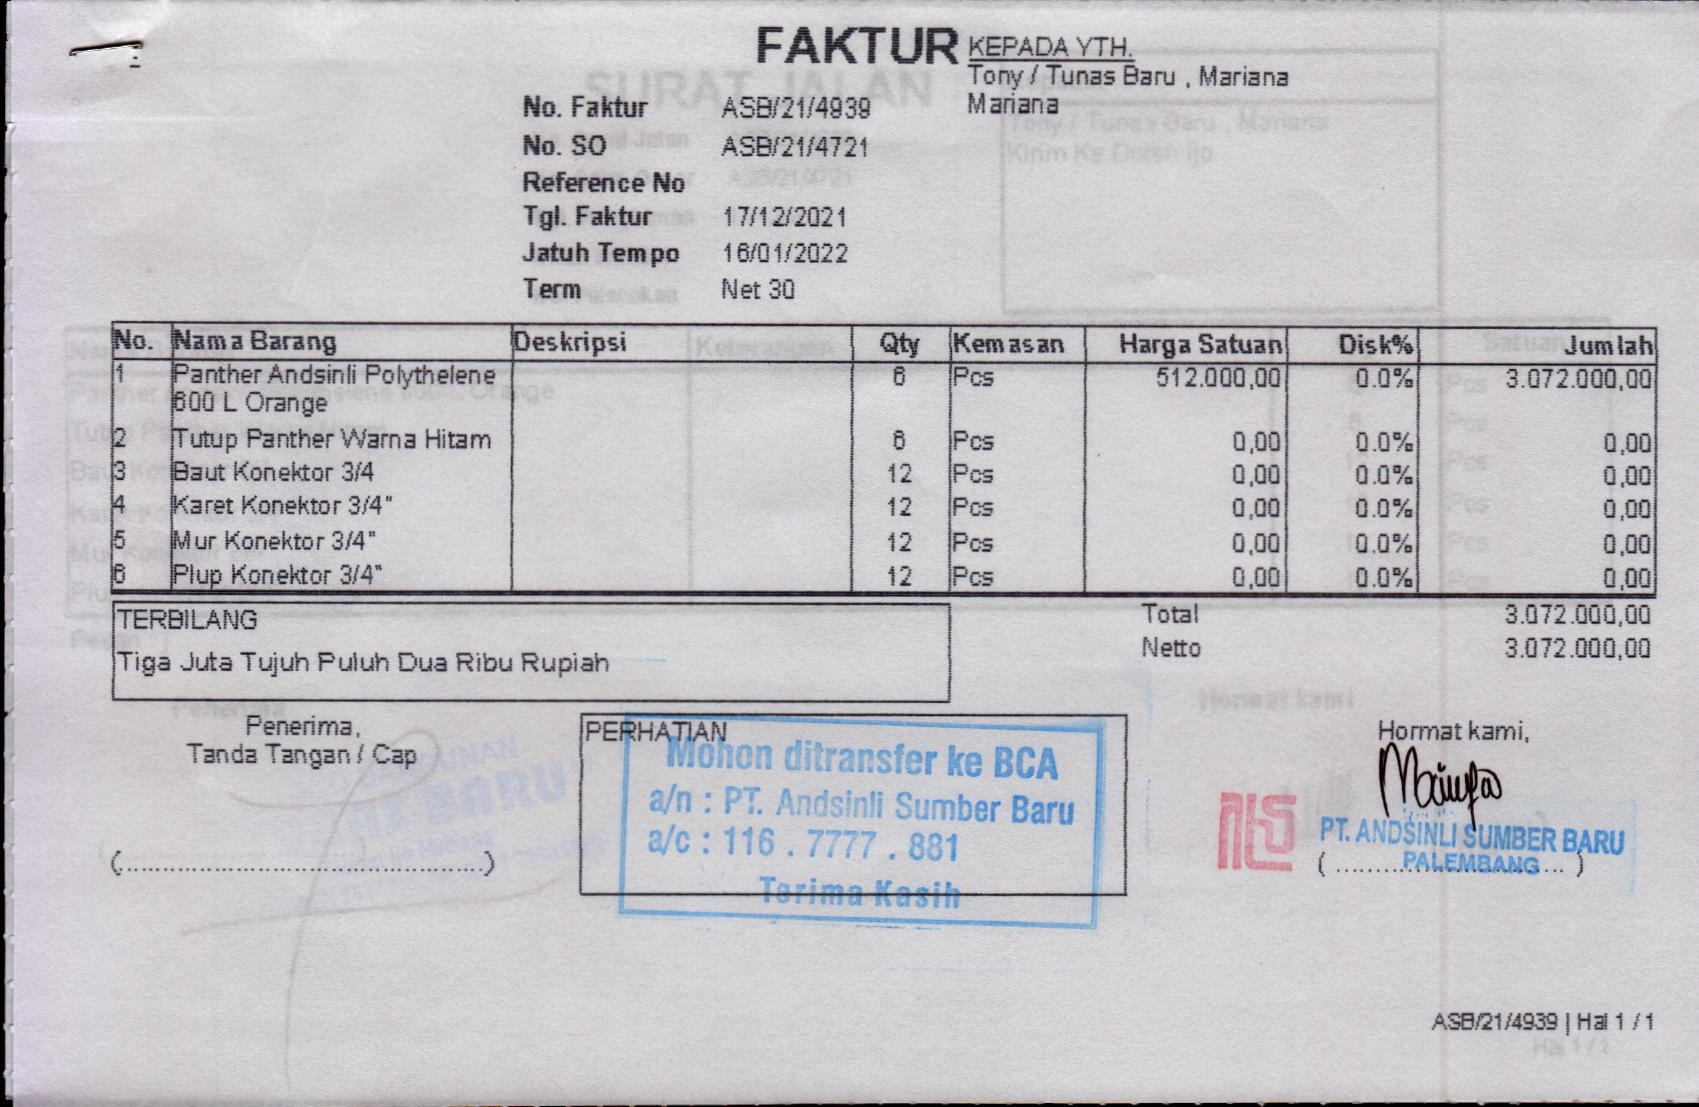 FAKTUR
KEPADA YTH.
Tony / Tunas Baru , Mariana
Mariana
No. Faktur ASB/21/4939
No. SO ASB/21/4721
Reference No
Tgl. Faktur 17/12/2021
Jatuh Tempo 16/01/2022
Term Net 30
No. Nama Barang Deskripsi Qty Kemasan Harga Satuan Disk% Jumlah
1 Panther Andsinli Polythelene 6 Pcs 512.000,00 0.0% 3.072.000,00
600 L Orange
2 Tutup Panther Warna Hitam 6 Pcs 0,00 0.0% 0,00
3 Baut Konektor 3/4 12 Pcs 0,00 0.0% 0,00
4 Karet Konektor 3/4" 12 Pcs 0,00 0.0% 0,00
5 Mur Konektor 3/4" 12 Pcs 0,00 0.0% 0,00
6 Plup Konektor 3/4" 12 Pcs 0,00 0.0% 0,00
TERBILANG
Tiga Juta Tujuh Puluh Dua Ribu Rupiah
Total 3.072.000,00
Netto 3.072.000,00
Penerima,
Tanda Tangan / Cap
(..............................................)
PERHATIAN
Mohon ditransfer ke BCA
a/n : PT. Andsinli Sumber Baru
a/c : 116 . 7777 . 881
Terima Kasih
Hormat kami,
PT. ANDSINLI SUMBER BARU
PALEMBANG
ASB/21/4939 | Hal 1 / 1